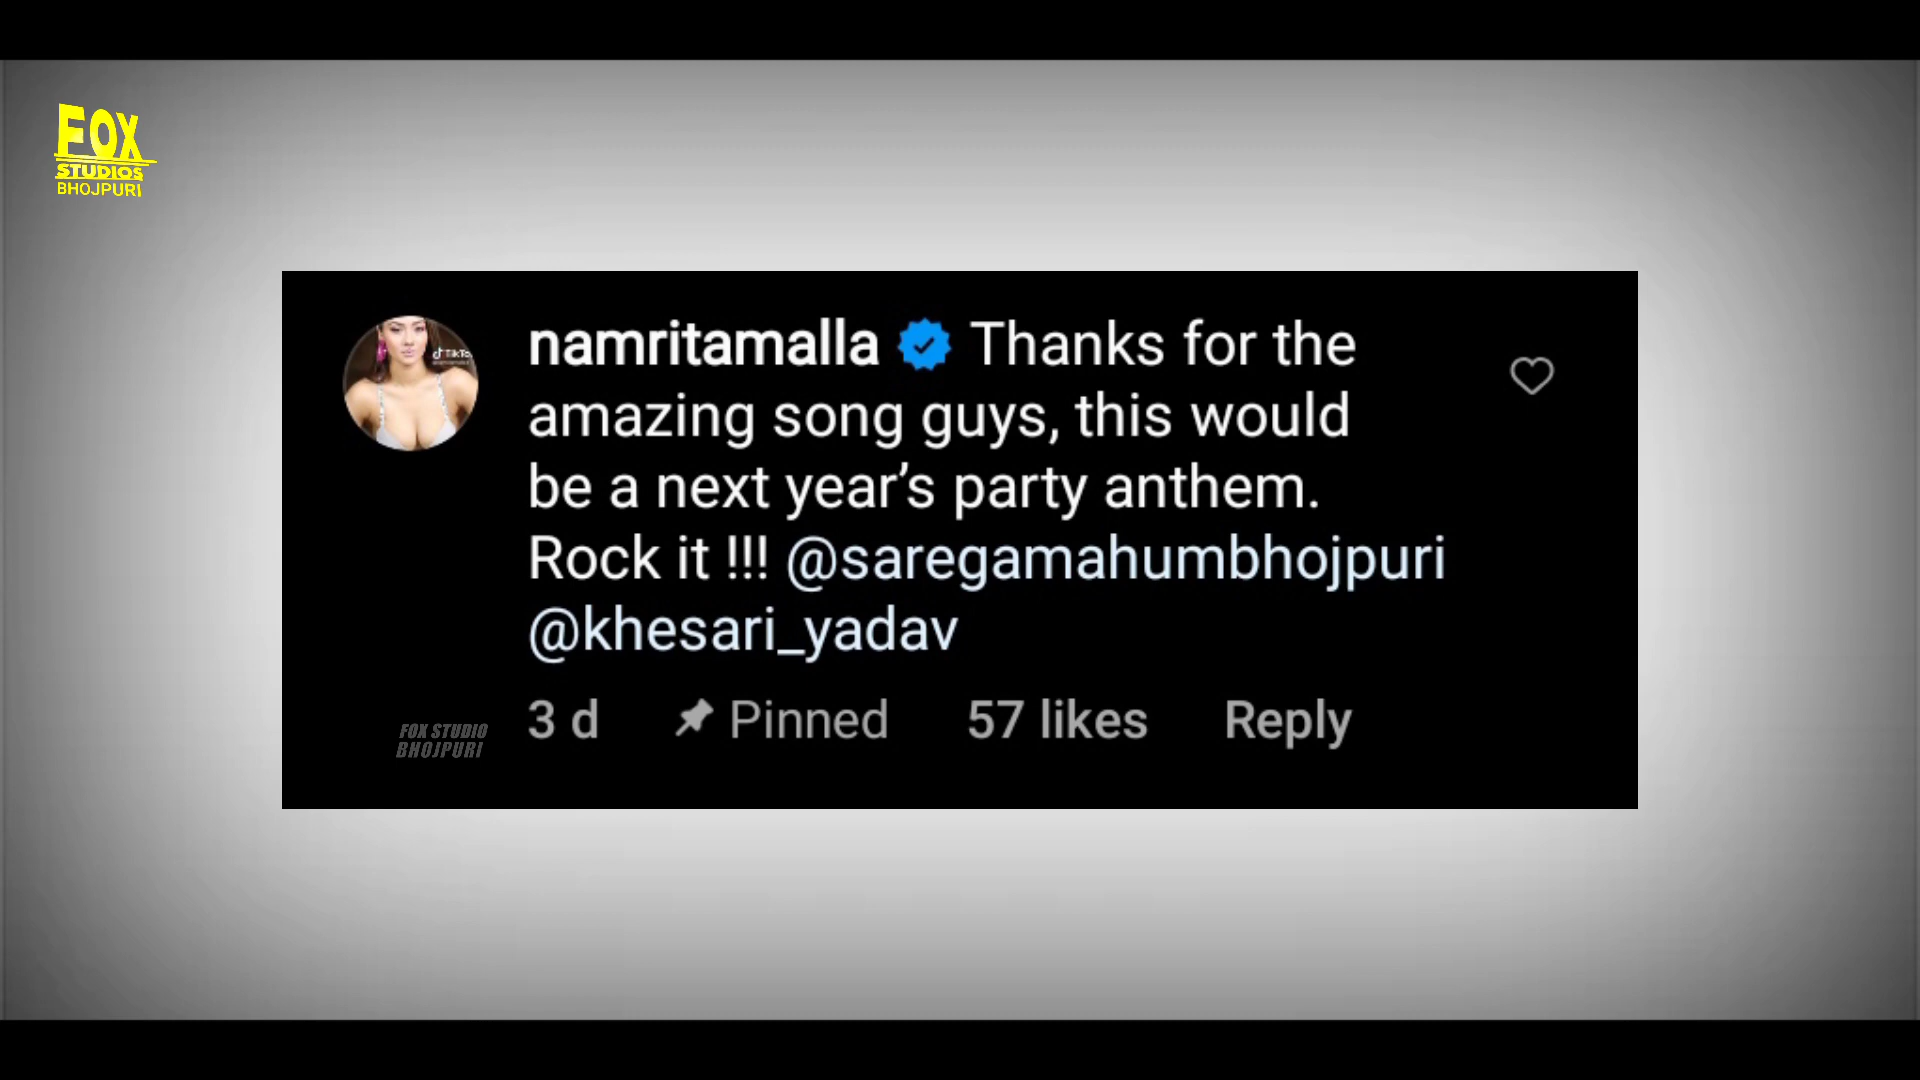 FOX
STUDIOS
BHOJPURI
TikTo
namritamalla Thanks for the
amazing song guys, this would
be a next year’s party anthem.
Rock it !!! @saregamahumbhojpuri
@khesari_yadav
3 d Pinned 57 likes Reply
FOX STUDIO
BHOJPURI